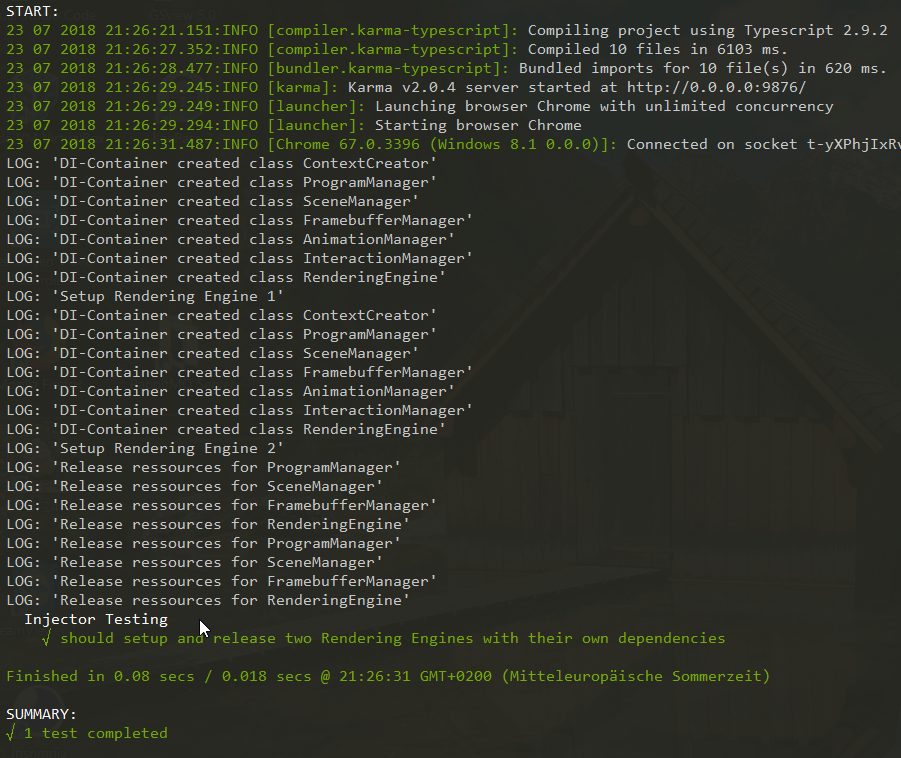 START:
23 07 2018 21:26:21.151:INFO [compiler.karma-typescript]: Compiling project using Typescript 2.9.2
23 07 2018 21:26:27.352:INFO [compiler.karma-typescript]: Compiled 10 files in 6103 ms.
23 07 2018 21:26:28.477:INFO [bundler.karma-typescript]: Bundled imports for 10 file(s) in 620 ms.
23 07 2018 21:26:29.245:INFO [karma]: Karma v2.0.4 server started at http://0.0.0.0:9876/
23 07 2018 21:26:29.249:INFO [launcher]: Launching browser Chrome with unlimited concurrency
23 07 2018 21:26:29.294:INFO [launcher]: Starting browser Chrome
23 07 2018 21:26:31.487:INFO [Chrome 67.0.3396 (Windows 8.1 0.0.0)]: Connected on socket t-yXPhjIxRv
LOG: 'DI-Container created class ContextCreator'
LOG: 'DI-Container created class ProgramManager'
LOG: 'DI-Container created class SceneManager'
LOG: 'DI-Container created class FramebufferManager'
LOG: 'DI-Container created class AnimationManager'
LOG: 'DI-Container created class InteractionManager'
LOG: 'DI-Container created class RenderingEngine'
LOG: 'Setup Rendering Engine 1'
LOG: 'DI-Container created class ContextCreator'
LOG: 'DI-Container created class ProgramManager'
LOG: 'DI-Container created class SceneManager'
LOG: 'DI-Container created class FramebufferManager'
LOG: 'DI-Container created class AnimationManager'
LOG: 'DI-Container created class InteractionManager'
LOG: 'DI-Container created class RenderingEngine'
LOG: 'Setup Rendering Engine 2'
LOG: 'Release ressources for ProgramManager'
LOG: 'Release ressources for SceneManager'
LOG: 'Release ressources for FramebufferManager'
LOG: 'Release ressources for RenderingEngine'
LOG: 'Release ressources for ProgramManager'
LOG: 'Release ressources for SceneManager'
LOG: 'Release ressources for FramebufferManager'
LOG: 'Release ressources for RenderingEngine'
Injector Testing
√ should setup and release two Rendering Engines with their own dependencies
Finished in 0.08 secs / 0.018 secs @ 21:26:31 GMT+0200 (Mitteleuropäische Sommerzeit)
SUMMARY:
√ 1 test completed